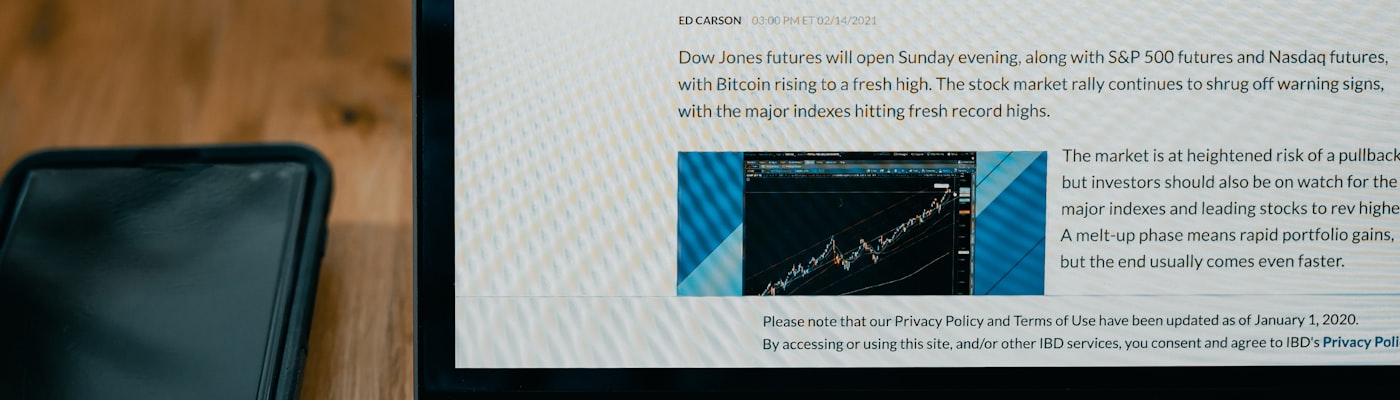 ED CARSON 03:00 PM ET 02/14/2021
Dow Jones futures will open Sunday evening, along with S&P 500 futures and Nasdaq futures,
with Bitcoin rising to a fresh high. The stock market rally continues to shrug off warning signs,
with the major indexes hitting fresh record highs.
The market is at heightened risk of a pullback
but investors should also be on watch for the
major indexes and leading stocks to rev highe
A melt-up phase means rapid portfolio gains,
but the end usually comes even faster.
Please note that our Privacy Policy and Terms of Use have been updated as of January 1, 2020.
By accessing or using this site, and/or other IBD services, you consent and agree to IBD's Privacy Poli